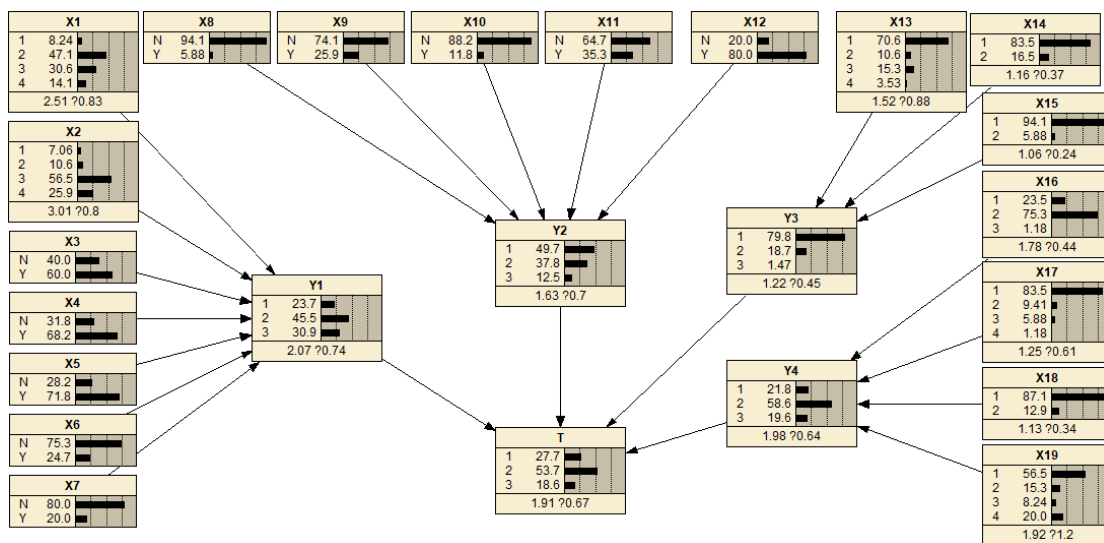 X1
1 8.24
2 47.1
3 30.6
4 14.1
2.51 ?0.83
X8
N 94.1
Y 5.88
X9
N 74.1
Y 25.9
X10
N 88.2
Y 11.8
X11
N 64.7
Y 35.3
X12
N 20.0
Y 80.0
X13
1 70.6
2 10.6
3 15.3
4 3.53
1.52 ?0.88
X14
1 83.5
2 16.5
1.16 ?0.37
X15
1 94.1
2 5.88
1.06 ?0.24
X2
1 7.06
2 10.6
3 56.5
4 25.9
3.01 ?0.8
X16
1 23.5
2 75.3
3 1.18
1.78 ?0.44
X3
N 40.0
Y 60.0
Y2
1 49.7
2 37.8
3 12.5
1.63 ?0.7
Y3
1 79.8
2 18.7
3 1.47
1.22 ?0.45
X17
1 83.5
2 9.41
3 5.88
4 1.18
1.25 ?0.61
Y1
1 23.7
2 45.5
3 30.9
2.07 ?0.74
X4
N 31.8
Y 68.2
X5
N 28.2
Y 71.8
Y4
1 21.8
2 58.6
3 19.6
1.98 ?0.64
X18
1 87.1
2 12.9
1.13 ?0.34
X6
N 75.3
Y 24.7
T
1 27.7
2 53.7
3 18.6
1.91 ?0.67
X7
N 80.0
Y 20.0
X19
1 56.5
2 15.3
3 8.24
4 20.0
1.92 ?1.2